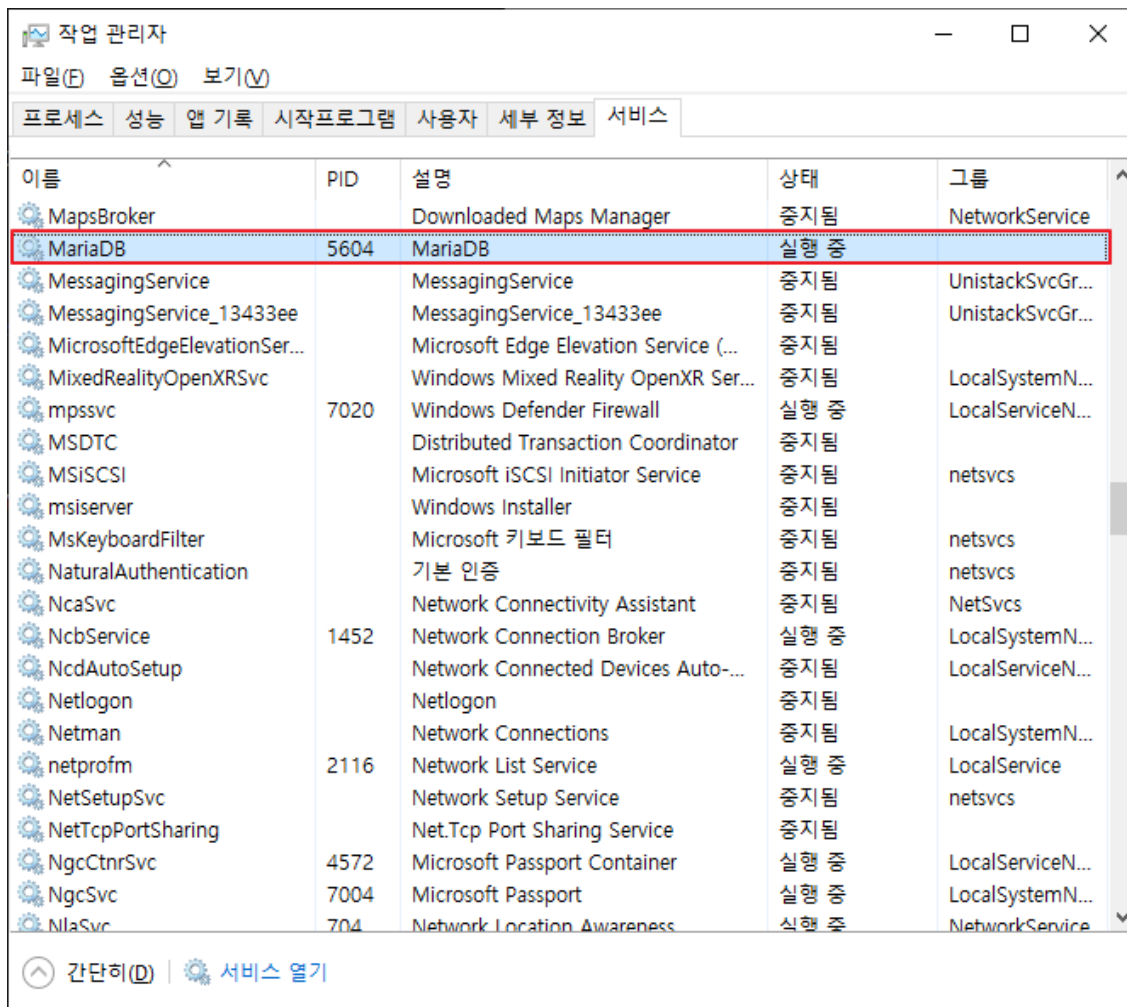 작업 관리자
파일(F) 옵션(O) 보기(V)
프로세스 성능 앱 기록 시작프로그램 사용자 세부 정보 서비스
이름 PID 설명 상태 그룹
MapsBroker Downloaded Maps Manager 중지됨 NetworkService
MariaDB 5604 MariaDB 실행 중
MessagingService MessagingService 중지됨 UnistackSvcGr...
MessagingService_13433ee MessagingService_13433ee 중지됨 UnistackSvcGr...
MicrosoftEdgeElevationSer... Microsoft Edge Elevation Service (... 중지됨
MixedRealityOpenXRSvc Windows Mixed Reality OpenXR Ser... 중지됨 LocalSystemN...
mpssvc 7020 Windows Defender Firewall 실행 중 LocalServiceN...
MSDTC Distributed Transaction Coordinator 중지됨
MSiSCSI Microsoft iSCSI Initiator Service 중지됨 netsvcs
msiserver Windows Installer 중지됨
MsKeyboardFilter Microsoft 키보드 필터 중지됨 netsvcs
NaturalAuthentication 기본 인증 중지됨 netsvcs
NcaSvc Network Connectivity Assistant 중지됨 NetSvcs
NcbService 1452 Network Connection Broker 실행 중 LocalSystemN...
NcdAutoSetup Network Connected Devices Auto-... 중지됨 LocalServiceN...
Netlogon Netlogon 중지됨
Netman Network Connections 중지됨 LocalSystemN...
netprofm 2116 Network List Service 실행 중 LocalService
NetSetupSvc Network Setup Service 중지됨 netsvcs
NetTcpPortSharing Net.Tcp Port Sharing Service 중지됨
NgcCtnrSvc 4572 Microsoft Passport Container 실행 중 LocalServiceN...
NgcSvc 7004 Microsoft Passport 실행 중 LocalSystemN...
NlaSvc 704 Network Location Awareness 실행 중 NetworkService
간단히(D) 서비스 열기